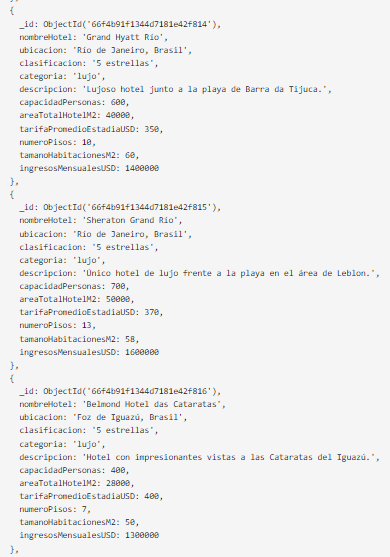 {
_id: ObjectId('66f4b91f1344d7181e42f814'),
nombreHotel: 'Grand Hyatt Rio',
ubicacion: 'Río de Janeiro, Brasil',
clasificacion: '5 estrellas',
categoria: 'lujo',
descripcion: 'Lujoso hotel junto a la playa de Barra da Tijuca.',
capacidadPersonas: 600,
areaTotalHotelM2: 40000,
tarifaPromedioEstadiaUSD: 350,
numeroPisos: 10,
tamanoHabitacionesM2: 60,
ingresosMensualesUSD: 1400000
},
{
_id: ObjectId('66f4b91f1344d7181e42f815'),
nombreHotel: 'Sheraton Grand Rio',
ubicacion: 'Río de Janeiro, Brasil',
clasificacion: '5 estrellas',
categoria: 'lujo',
descripcion: 'Único hotel de lujo frente a la playa en el área de Leblon.',
capacidadPersonas: 700,
areaTotalHotelM2: 50000,
tarifaPromedioEstadiaUSD: 370,
numeroPisos: 13,
tamanoHabitacionesM2: 58,
ingresosMensualesUSD: 1600000
},
{
_id: ObjectId('66f4b91f1344d7181e42f816'),
nombreHotel: 'Belmond Hotel das Cataratas',
ubicacion: 'Foz de Iguazú, Brasil',
clasificacion: '5 estrellas',
categoria: 'lujo',
descripcion: 'Hotel con impresionantes vistas a las Cataratas del Iguazú.',
capacidadPersonas: 400,
areaTotalHotelM2: 28000,
tarifaPromedioEstadiaUSD: 400,
numeroPisos: 7,
tamanoHabitacionesM2: 50,
ingresosMensualesUSD: 1300000
},